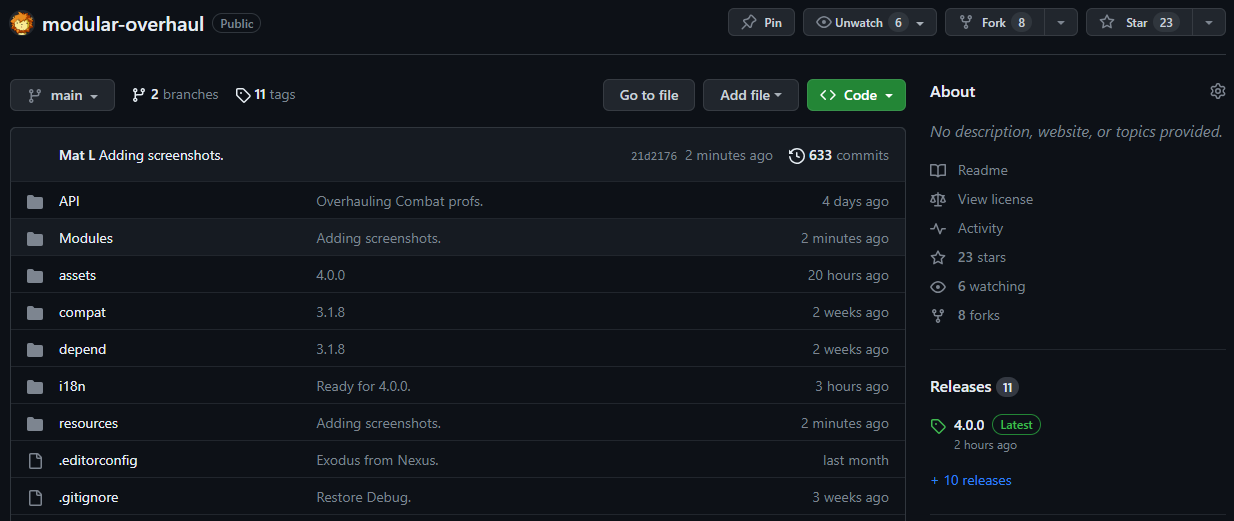 modular-overhaul Public Pin Unwatch 6 Fork 8 Star 23
main 2 branches 11 tags Go to file Add file Code
Mat L Adding screenshots. 21d2176 2 minutes ago 633 commits
API Overhauling Combat profs. 4 days ago
Modules Adding screenshots. 2 minutes ago
assets 4.0.0 20 hours ago
compat 3.1.8 2 weeks ago
depend 3.1.8 2 weeks ago
i18n Ready for 4.0.0. 3 hours ago
resources Adding screenshots. 2 minutes ago
.editorconfig Exodus from Nexus. last month
.gitignore Restore Debug. 3 weeks ago
About
No description, website, or topics provided.
Readme
View license
Activity
23 stars
6 watching
8 forks
Releases 11
4.0.0 Latest
2 hours ago
+ 10 releases